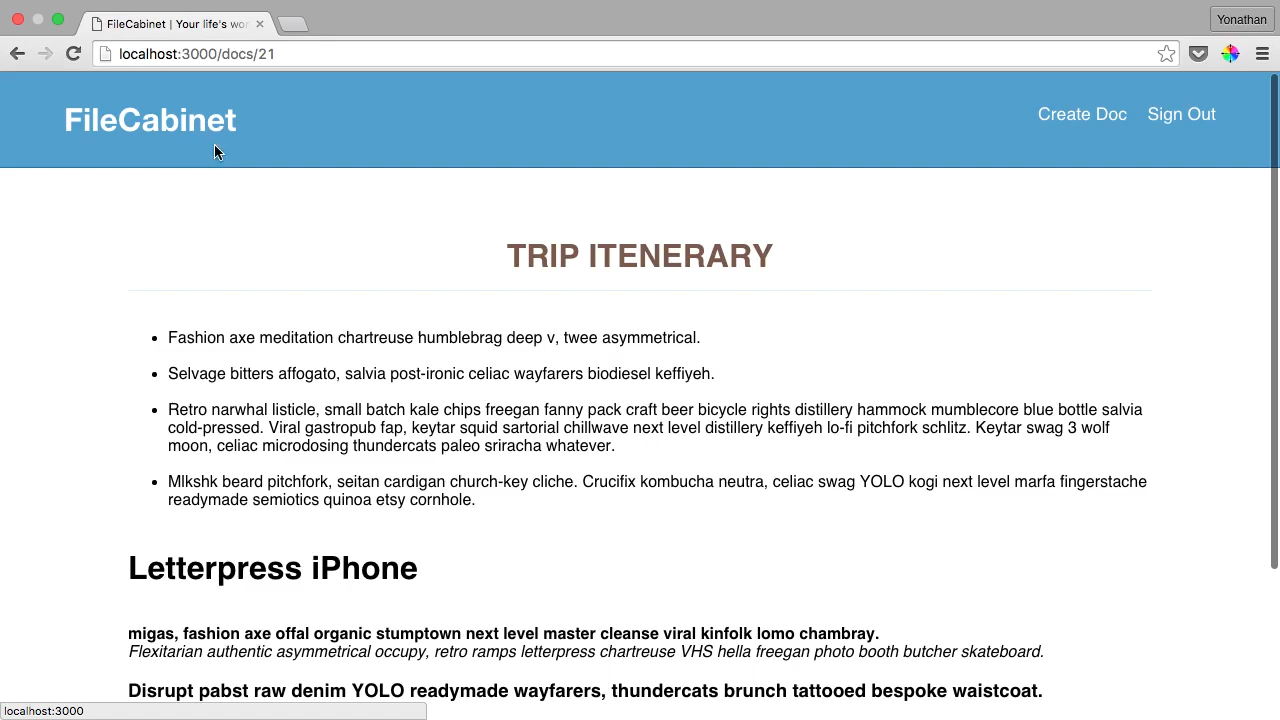 FileCabinet | Your life's wo
Yonathan
localhost:3000/docs/21
FileCabinet
Create Doc
Sign Out
TRIP ITENERARY
Fashion axe meditation chartreuse humblebrag deep v, twee asymmetrical.
Selvage bitters affogato, salvia post-ironic celiac wayfarers biodiesel keffiyeh.
Retro narwhal listicle, small batch kale chips freegan fanny pack craft beer bicycle rights distillery hammock mumblecore blue bottle salvia
cold-pressed. Viral gastropub fap, keytar squid sartorial chillwave next level distillery keffiyeh lo-fi pitchfork schlitz. Keytar swag 3 wolf
moon, celiac microdosing thundercats paleo sriracha whatever.
Mlkshk beard pitchfork, seitan cardigan church-key cliche. Crucifix kombucha neutra, celiac swag YOLO kogi next level marfa fingerstache
readymade semiotics quinoa etsy cornhole.
Letterpress iPhone
migas, fashion axe offal organic stumptown next level master cleanse viral kinfolk lomo chambray.
Flexitarian authentic asymmetrical occupy, retro ramps letterpress chartreuse VHS hella freegan photo booth butcher skateboard.
Disrupt pabst raw denim YOLO readymade wayfarers, thundercats brunch tattooed bespoke waistcoat.
localhost:3000